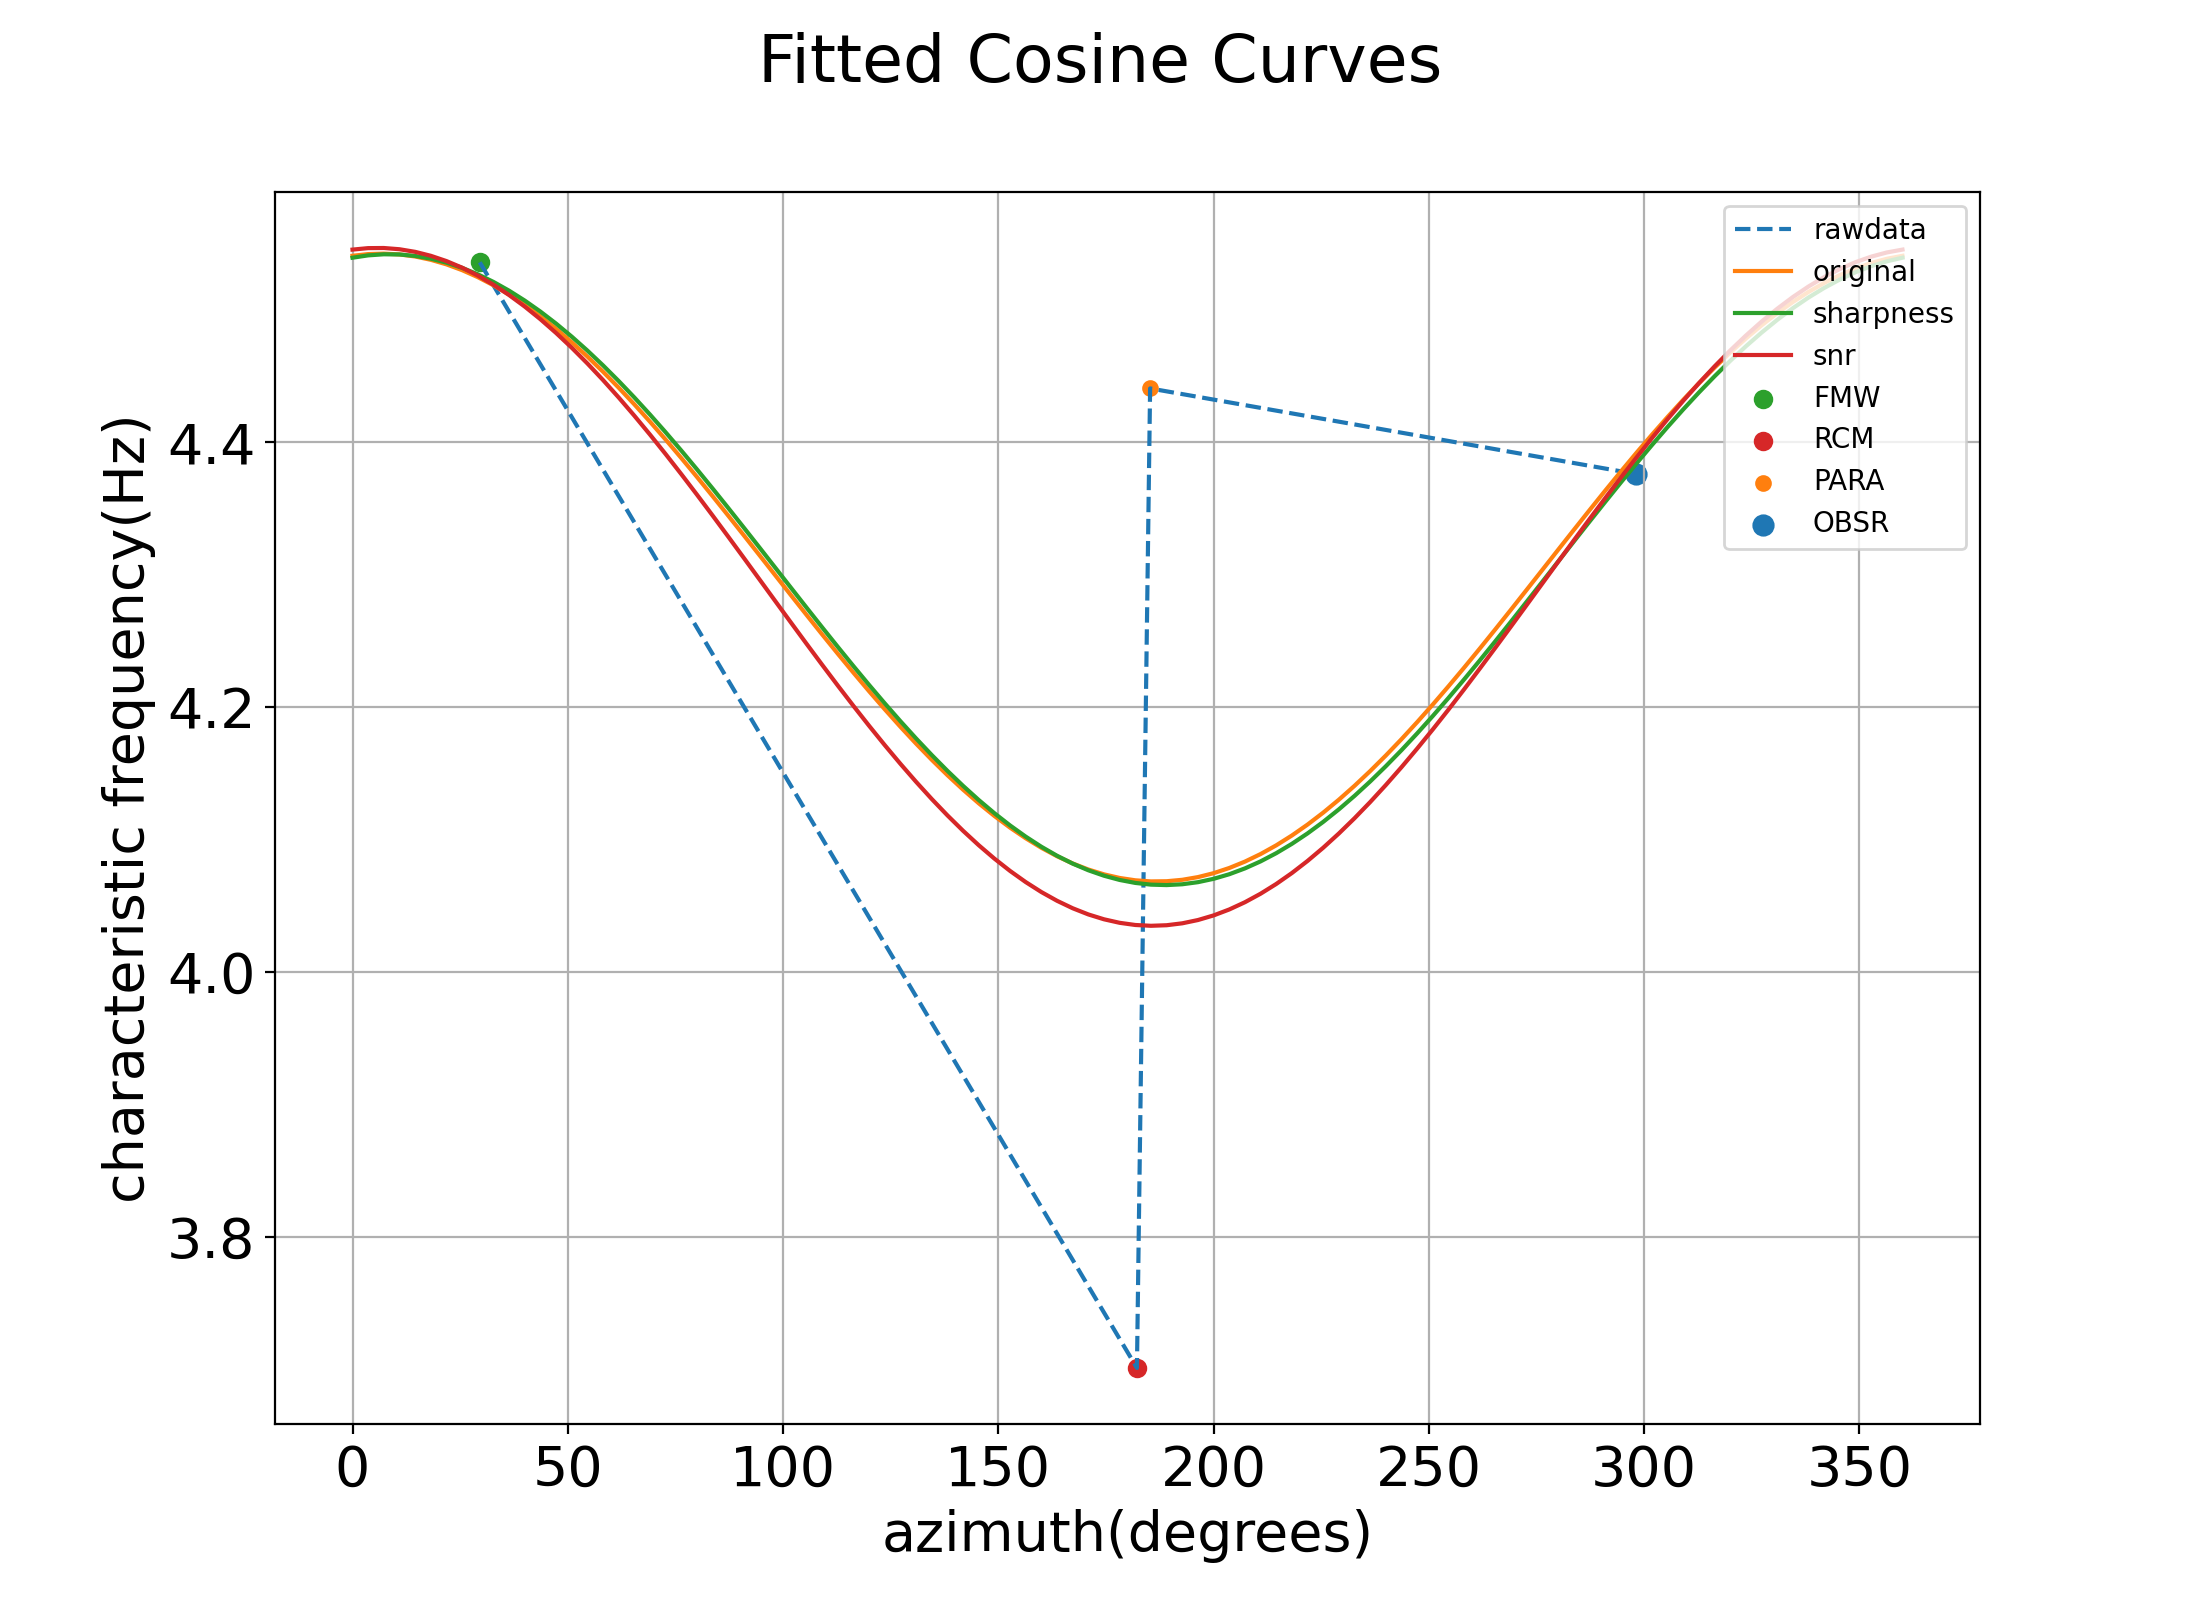 Fitted Cosine Curves
characteristic frequency(Hz)
4.4
4.2
4.0
3.8
rawdata
original
sharpness
snr
FMW
RCM
PARA
OBSR
0 50 100 150 200 250 300 350
azimuth(degrees)